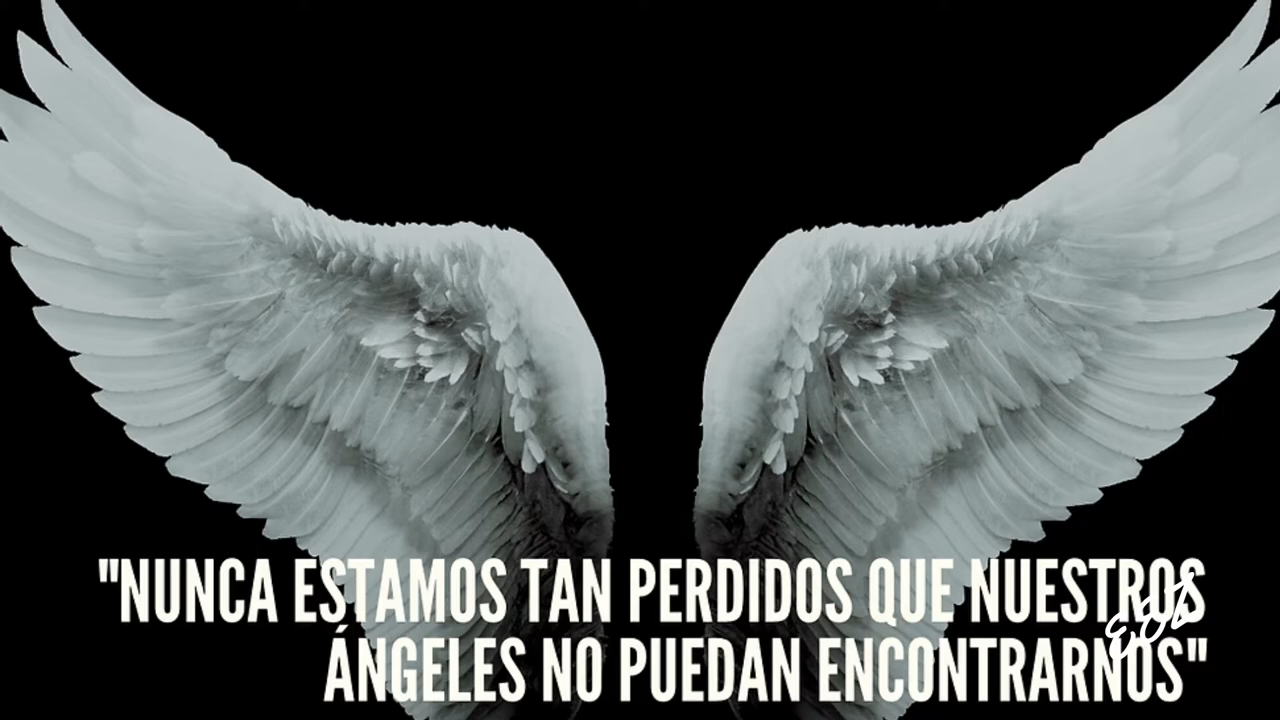 "NUNCA ESTAMOS TAN PERDIDOS QUE NUESTROS
ÁNGELES NO PUEDAN ENCONTRARNOS"